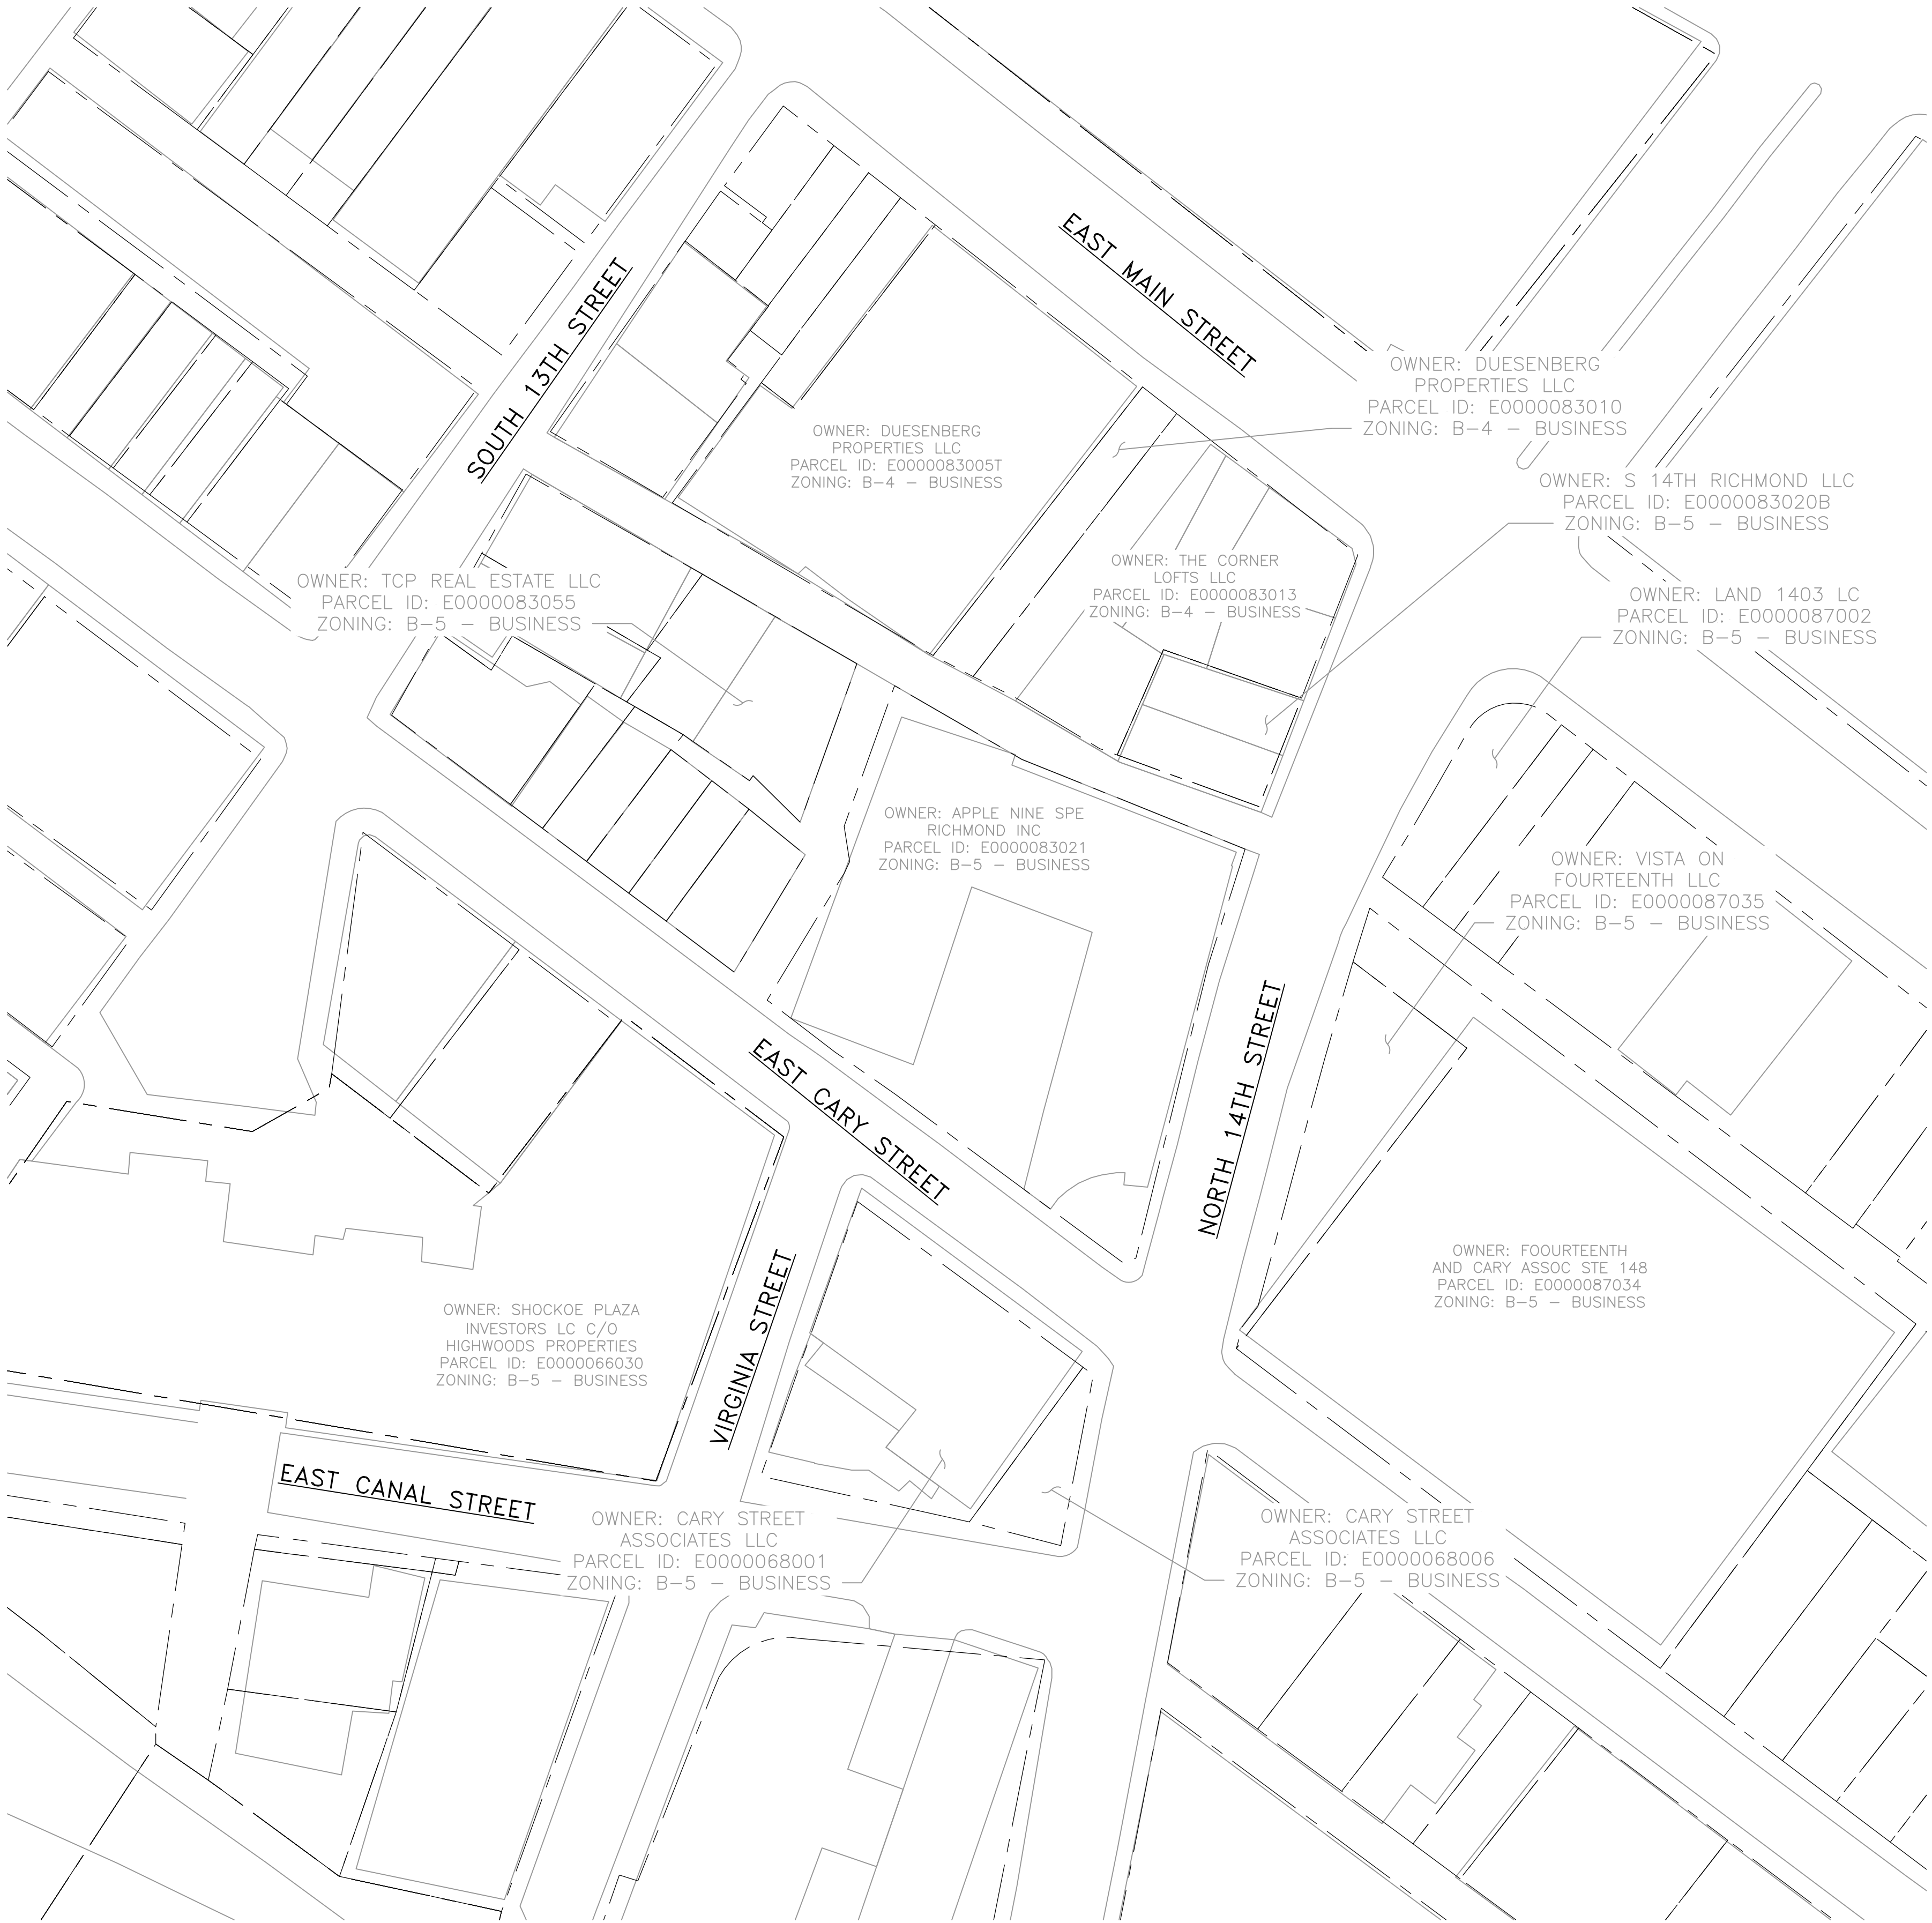 EAST MAIN STREET
SOUTH 13TH STREET
OWNER: DUESENBERG
PROPERTIES LLC
PARCEL ID: E0000083010
ZONING: B-4 - BUSINESS
OWNER: DUESENBERG
PROPERTIES LLC
PARCEL ID: E0000083005T
ZONING: B-4 - BUSINESS
OWNER: S 14TH RICHMOND LLC
PARCEL ID: E0000083020B
ZONING: B-5 - BUSINESS
OWNER: THE CORNER
LOFTS LLC
PARCEL ID: E0000083013
ZONING: B-4 - BUSINESS
OWNER: TCP REAL ESTATE LLC
PARCEL ID: E0000083055
ZONING: B-5 - BUSINESS
OWNER: LAND 1403 LC
PARCEL ID: E0000087002
ZONING: B-5 - BUSINESS
OWNER: APPLE NINE SPE
RICHMOND INC
PARCEL ID: E0000083021
ZONING: B-5 - BUSINESS
OWNER: VISTA ON
FOURTEENTH LLC
PARCEL ID: E0000087035
ZONING: B-5 - BUSINESS
EAST CARY STREET
NORTH 14TH STREET
OWNER: FOOURTEENTH
AND CARY ASSOC STE 148
PARCEL ID: E0000087034
ZONING: B-5 - BUSINESS
OWNER: SHOCKOE PLAZA
INVESTORS LC C/O
HIGHWOODS PROPERTIES
PARCEL ID: E0000066030
ZONING: B-5 - BUSINESS
VIRGINIA STREET
EAST CANAL STREET
OWNER: CARY STREET
ASSOCIATES LLC
PARCEL ID: E0000068001
ZONING: B-5 - BUSINESS
OWNER: CARY STREET
ASSOCIATES LLC
PARCEL ID: E0000068006
ZONING: B-5 - BUSINESS